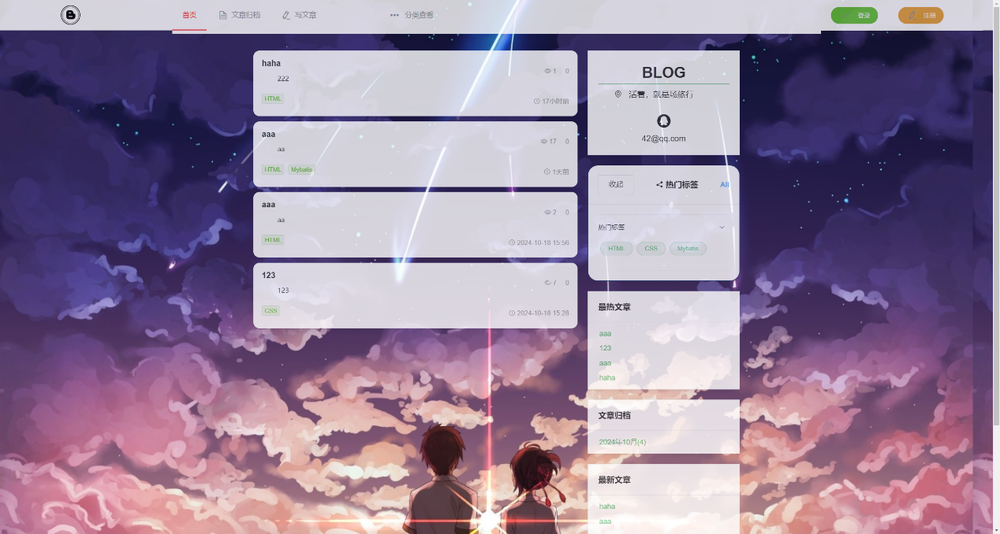 首页 文章归档 写文章 ••• 分类查看 登录 注册
haha
222
1 0
HTML
17小时前
aaa
aa
17 0
HTML Mybatis
1天前
aaa
aa
2 0
HTML
2024-10-18 15:56
123
123
7 0
CSS
2024-10-18 15:28
BLOG
活着，就是场旅行
42@qq.com
收起 热门标签 All
热门标签
HTML CSS Mybatis
最热文章
aaa
123
aaa
haha
文章归档
2024年10月(4)
最新文章
haha
aaa